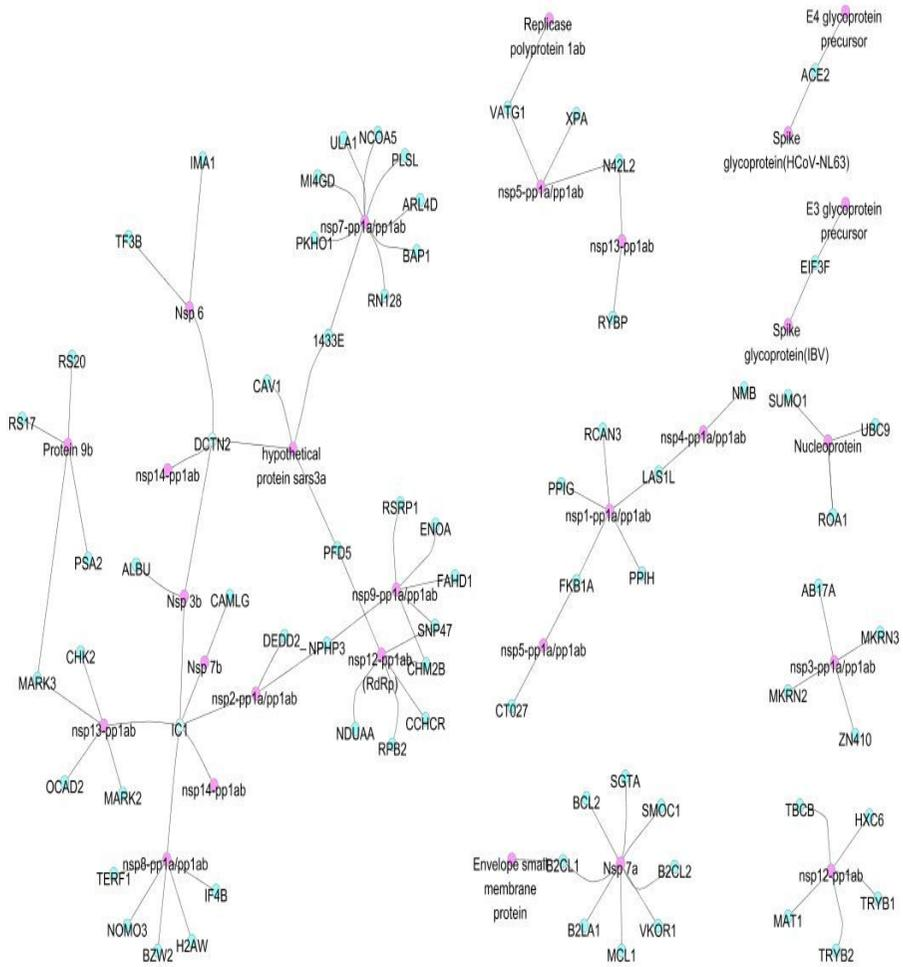 Replicase
polyprotein 1ab
E4 glycoprotein
precursor
ACE2
VATG1
XPA
ULA1
NCOA5
PLSL
Spike
glycoprotein(HCoV-NL63)
IMA1
MI4GD
N42L2
nsp5-pp1a/pp1ab
ARL4D
nsp7-pp1a/pp1ab
E3 glycoprotein
precursor
TF3B
PKHO1
BAP1
nsp13-pp1ab
EIF3F
RN128
Nsp 6
RYBP
Spike
glycoprotein(IBV)
1433E
RS20
CAV1
NMB
SUMO1
RS17
Protein 9b
DCTN2
hypothetical
protein sars3a
RCAN3
nsp4-pp1a/pp1ab
UBC9
Nucleoprotein
nsp14-pp1ab
LAS1L
PPIG
nsp1-pp1a/pp1ab
ROA1
RSRP1
ENOA
PSA2
ALBU
PFD5
FAHD1
FKB1A
PPIH
AB17A
Nsp 3b
CAMLG
nsp9-pp1a/pp1ab
SNP47
DEDD2_
NPHP3
MKRN3
CHK2
Nsp 7b
nsp12-pp1ab
(RdRp)
CHM2B
nsp5-pp1a/pp1ab
nsp3-pp1a/pp1ab
MARK3
nsp2-pp1a/pp1ab
MKRN2
CT027
nsp13-pp1ab
IC1
CCHCR
NDUAA
RPB2
ZN410
OCAD2
MARK2
nsp14-pp1ab
SGTA
BCL2
SMOC1
TBCB
HXC6
nsp8-pp1a/pp1ab
TERF1
IF4B
Envelope small
membrane
protein
B2CL1
Nsp 7a
B2CL2
nsp12-pp1ab
TRYB1
NOMO3
BZW2
H2AW
B2LA1
VKOR1
MCL1
MAT1
TRYB2